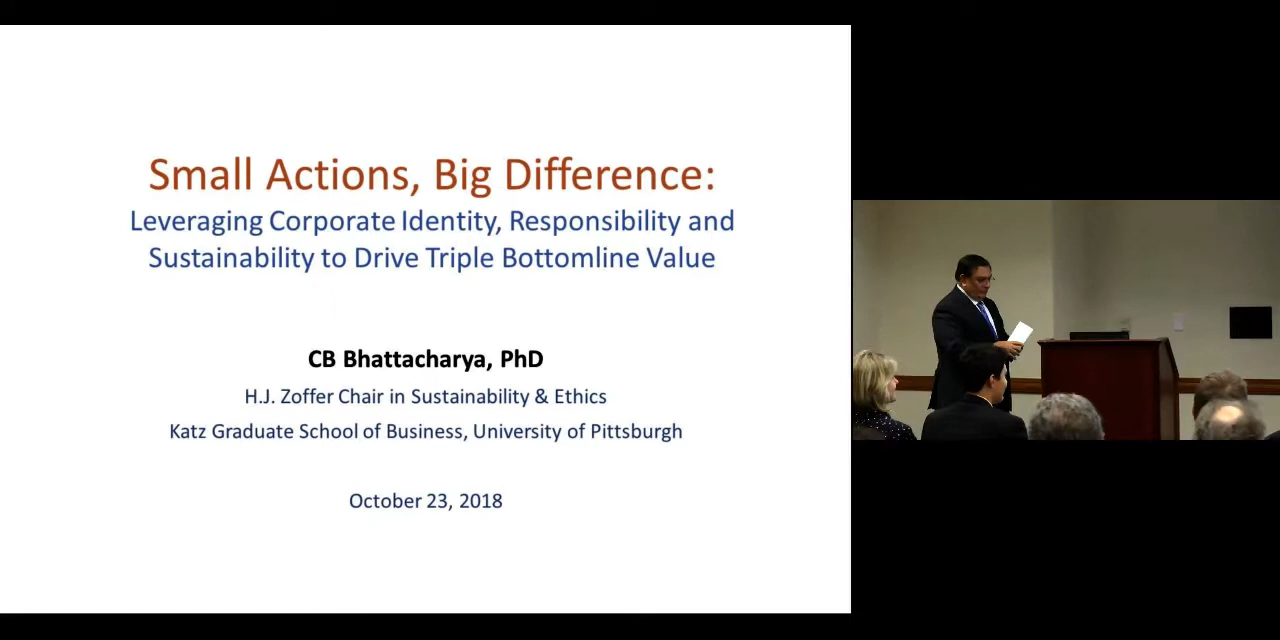 Small Actions, Big Difference:
Leveraging Corporate Identity, Responsibility and
Sustainability to Drive Triple Bottomline Value
CB Bhattacharya, PhD
H.J. Zoffer Chair in Sustainability & Ethics
Katz Graduate School of Business, University of Pittsburgh
October 23, 2018